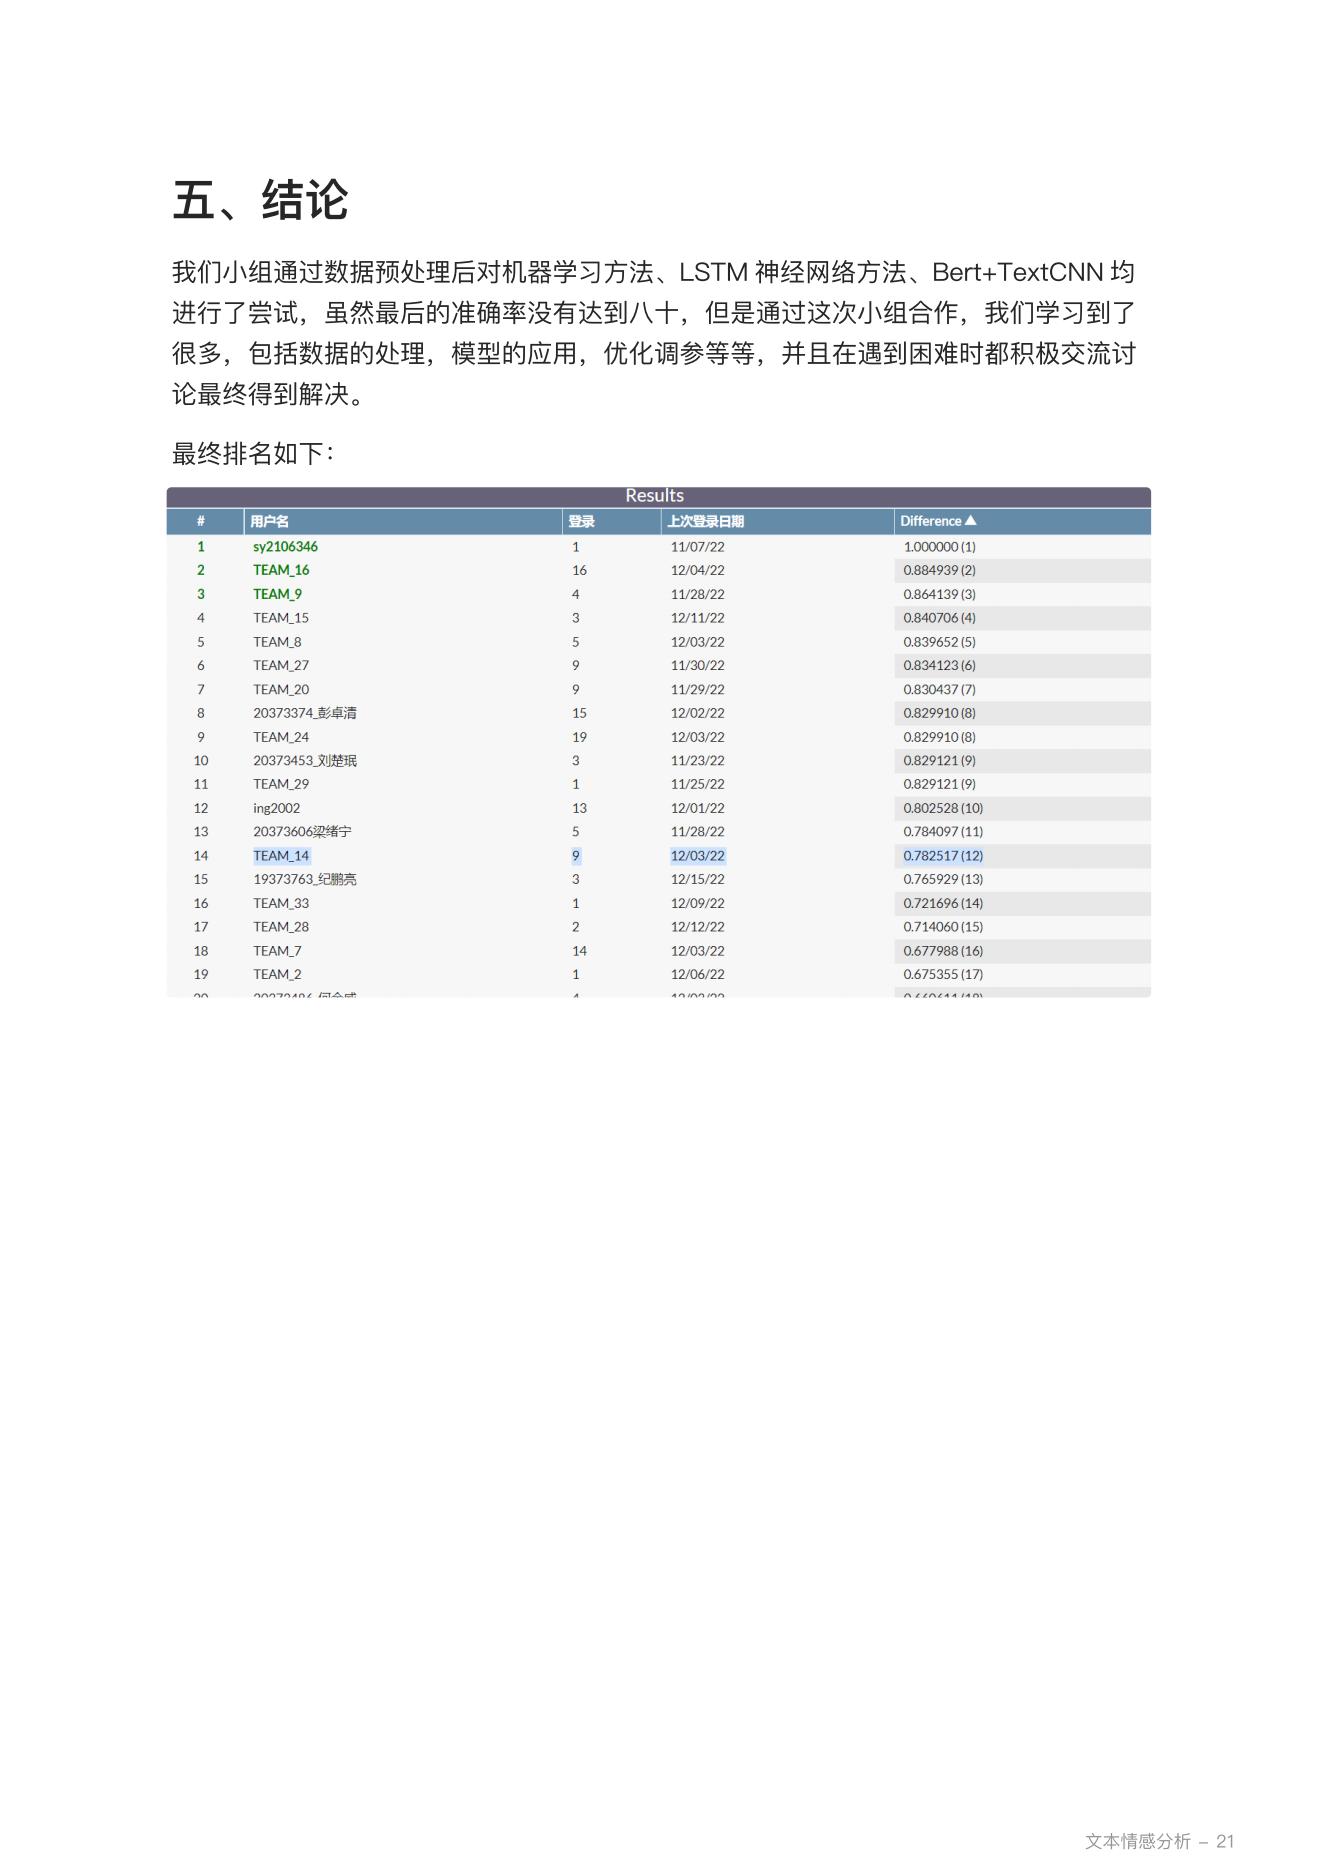 五、结论
我们小组通过数据预处理后对机器学习方法、LSTM 神经网络方法、Bert+TextCNN 均
进行了尝试，虽然最后的准确率没有达到八十，但是通过这次小组合作，我们学习到了
很多，包括数据的处理，模型的应用，优化调参等等，并且在遇到困难时都积极交流讨
论最终得到解决。
最终排名如下：
Results
# 用户名 登录 上次登录日期 Difference ▲
1 sy2106346 1 11/07/22 1.000000 (1)
2 TEAM_16 16 12/04/22 0.884939 (2)
3 TEAM_9 4 11/28/22 0.864139 (3)
4 TEAM_15 3 12/11/22 0.840706 (4)
5 TEAM_8 5 12/03/22 0.839652 (5)
6 TEAM_27 9 11/30/22 0.834123 (6)
7 TEAM_20 9 11/29/22 0.830437 (7)
8 20373374_彭卓清 15 12/02/22 0.829910 (8)
9 TEAM_24 19 12/03/22 0.829910 (8)
10 20373453_刘楚珉 3 11/23/22 0.829121 (9)
11 TEAM_29 1 11/25/22 0.829121 (9)
12 ing2002 13 12/01/22 0.802528 (10)
13 20373606梁绪宁 5 11/28/22 0.784097 (11)
14 TEAM_14 9 12/03/22 0.782517 (12)
15 19373763_纪鹏亮 3 12/15/22 0.765929 (13)
16 TEAM_33 1 12/09/22 0.721696 (14)
17 TEAM_28 2 12/12/22 0.714060 (15)
18 TEAM_7 14 12/03/22 0.677988 (16)
19 TEAM_2 1 12/06/22 0.675355 (17)
文本情感分析 – 21